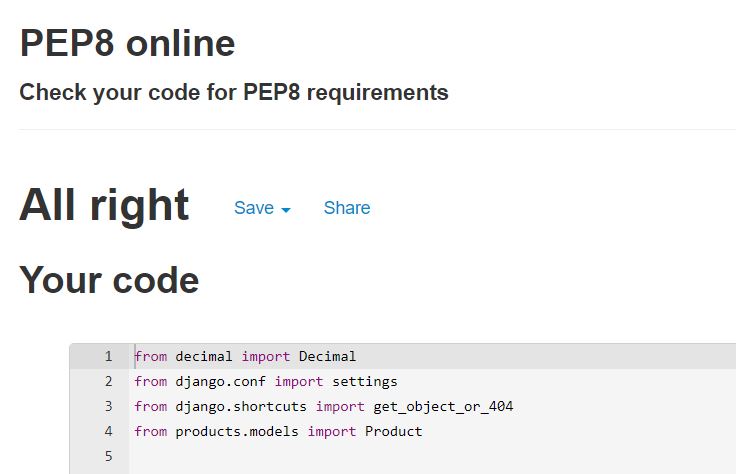 PEP8 online
Check your code for PEP8 requirements
All right Save Share
Your code
1 from decimal import Decimal
2 from django.conf import settings
3 from django.shortcuts import get_object_or_404
4 from products.models import Product
5